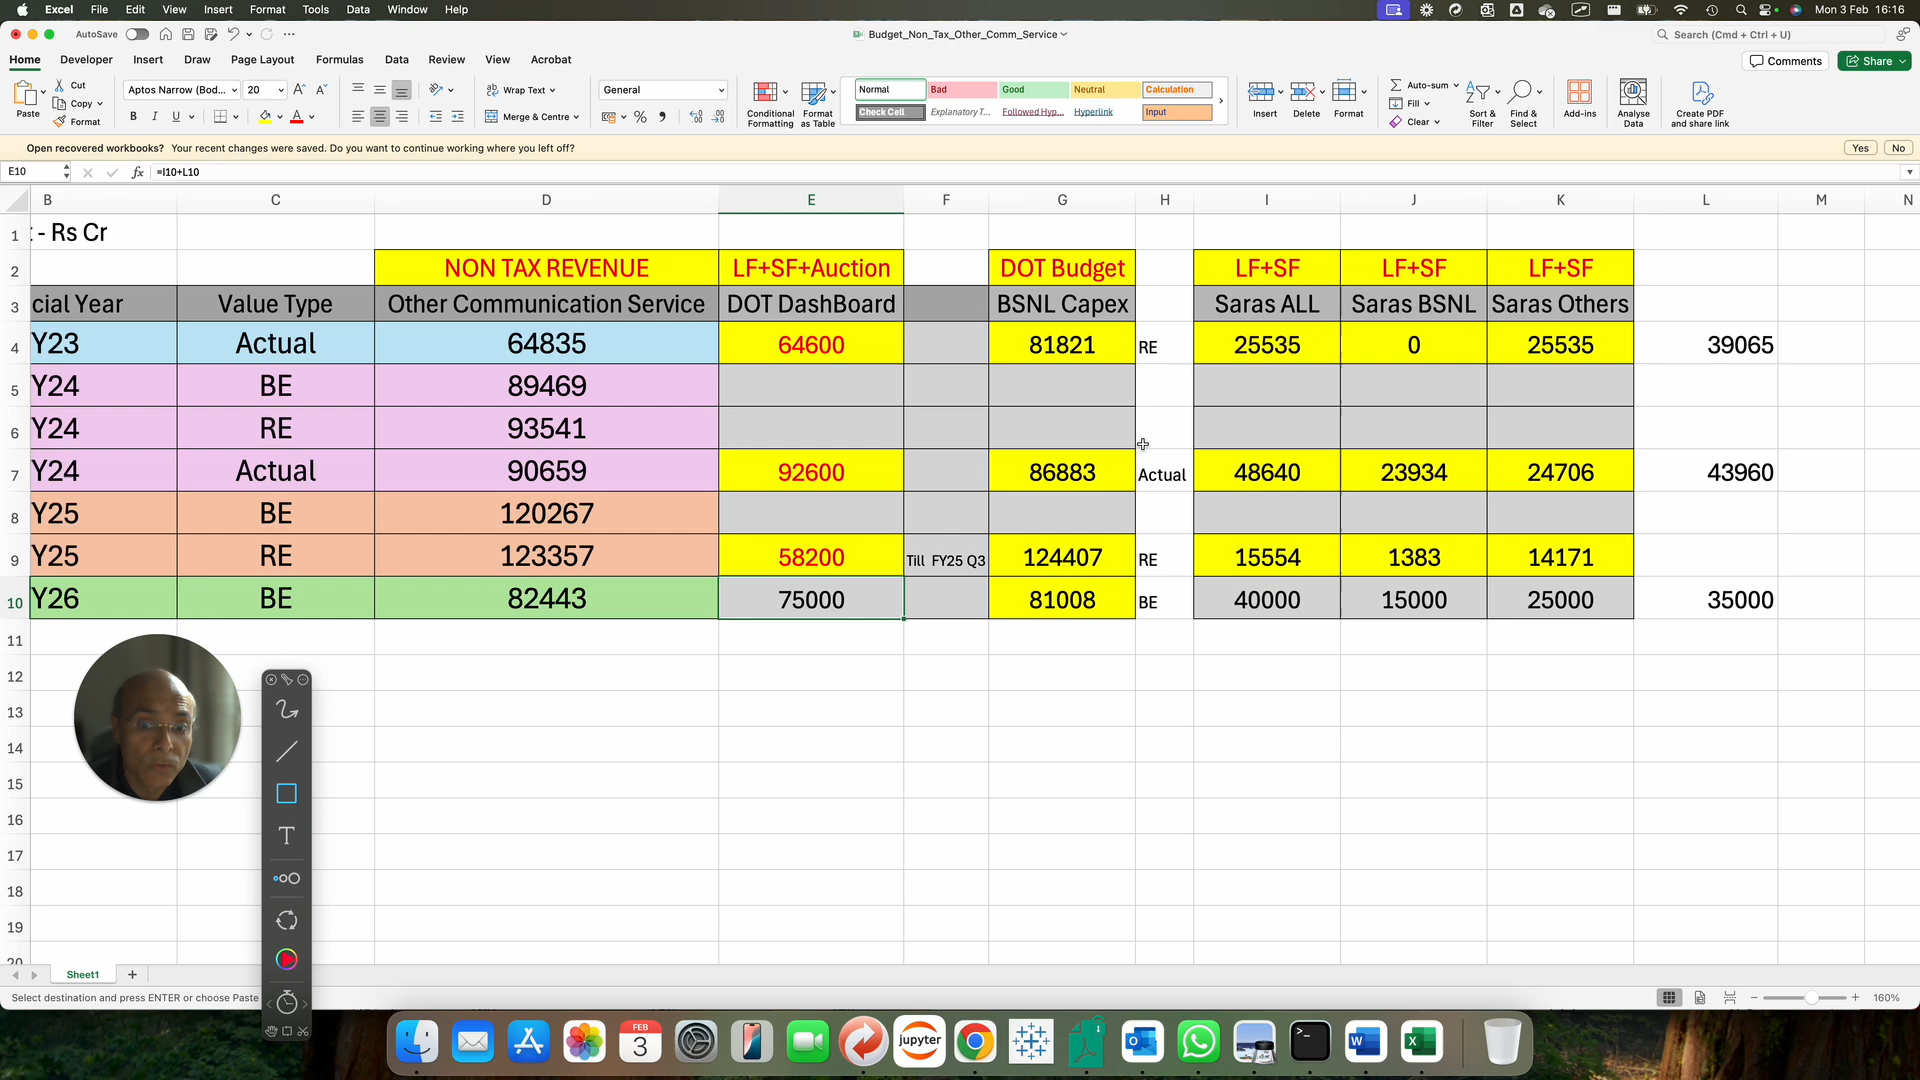 Excel File Edit View Insert Format Tools Data Window Help Mon 3 Feb 16:16
AutoSave Budget_Non_Tax_Other_Comm_Service Search (Cmd + Ctrl + U)
Home Developer Insert Draw Page Layout Formulas Data Review View Acrobat Comments Share
Paste Cut Copy Format
Aptos Narrow (Bod... 20 A A
B I U A
Wrap Text
Merge & Centre
General
%
Conditional Formatting
Format as Table
Normal Bad Good Neutral Calculation
Check Cell Explanatory T... Followed Hyp... Hyperlink Input
Insert Delete Format
Auto-sum
Fill
Clear
Sort & Filter
Find & Select
Add-ins
Analyse Data
Create PDF and share link
Open recovered workbooks? Your recent changes were saved. Do you want to continue working where you left off? Yes No
E10 fx =I10+L10
B C D E F G H I J K L M N
1 - Rs Cr
2 NON TAX REVENUE LF+SF+Auction DOT Budget LF+SF LF+SF LF+SF
3 cial Year Value Type Other Communication Service DOT DashBoard BSNL Capex Saras ALL Saras BSNL Saras Others
4 Y23 Actual 64835 64600 81821 RE 25535 0 25535 39065
5 Y24 BE 89469
6 Y24 RE 93541
7 Y24 Actual 90659 92600 86883 Actual 48640 23934 24706 43960
8 Y25 BE 120267
9 Y25 RE 123357 58200 Till FY25 Q3 124407 RE 15554 1383 14171
10 Y26 BE 82443 75000 81008 BE 40000 15000 25000 35000
11
12
13
14
15
16
17
18
19
20
T
Sheet1
Select destination and press ENTER or choose Paste 160%
FEB
3
jupyter
W
X